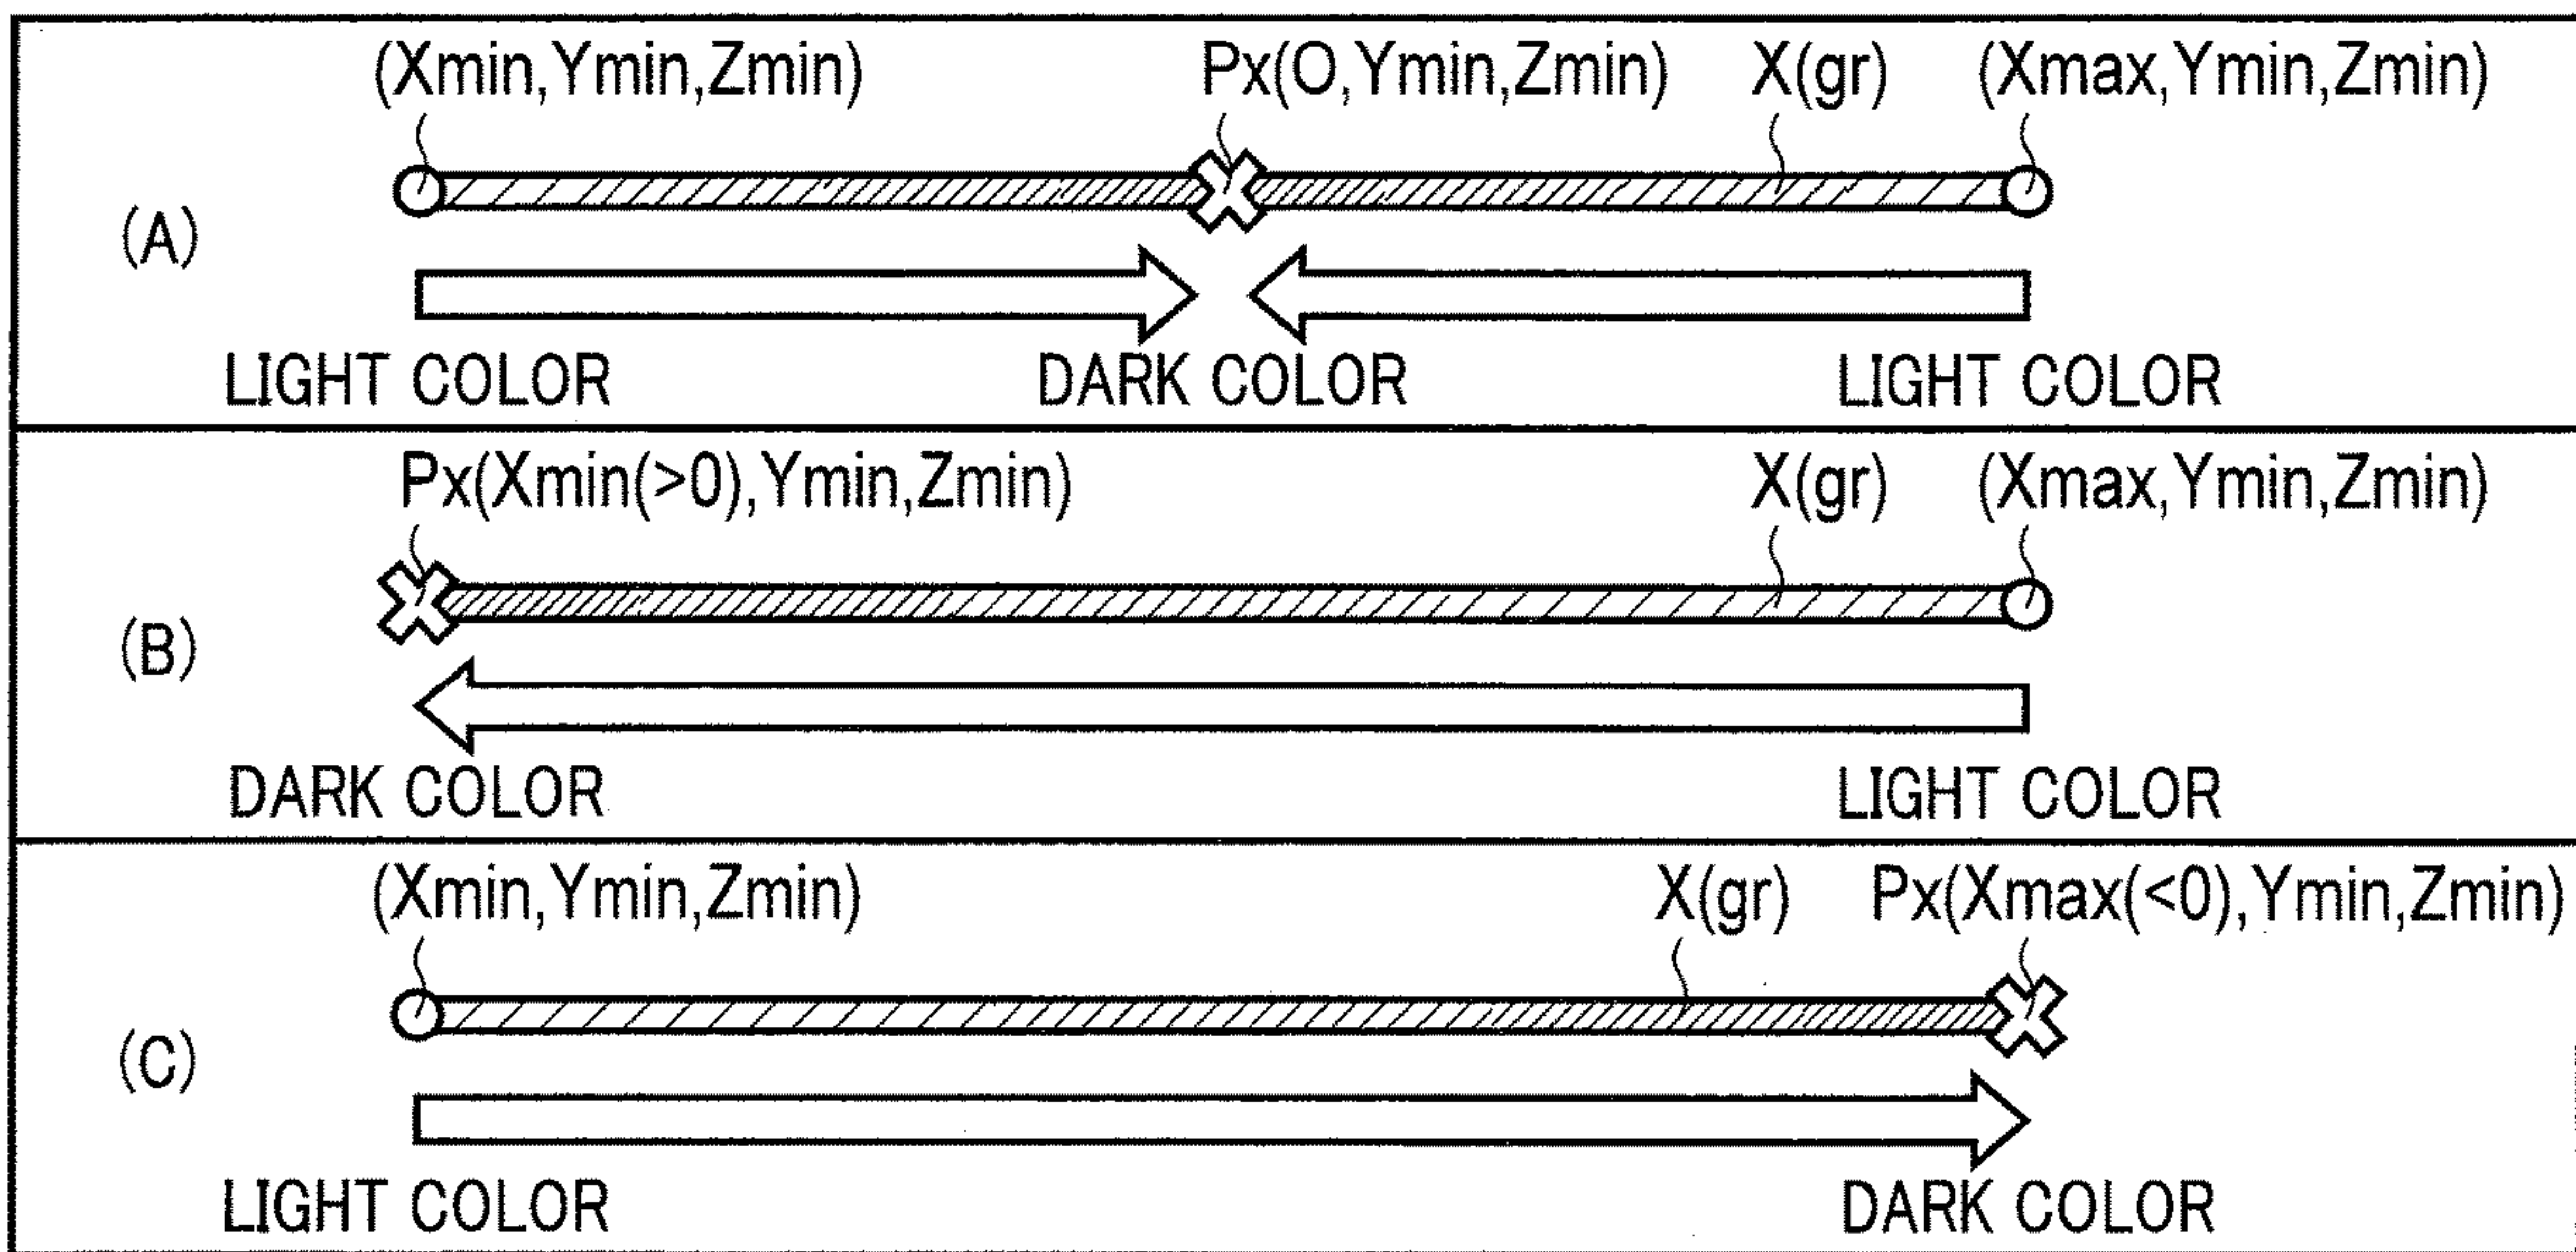 (Xmin,Ymin,Zmin) Px(O,Ymin,Zmin) X(gr) (Xmax,Ymin,Zmin)
(A)
LIGHT COLOR DARK COLOR LIGHT COLOR
Px(Xmin(>0),Ymin,Zmin) X(gr) (Xmax,Ymin,Zmin)
(B)
DARK COLOR LIGHT COLOR
(Xmin,Ymin,Zmin) X(gr) Px(Xmax(<0),Ymin,Zmin)
(C)
LIGHT COLOR DARK COLOR